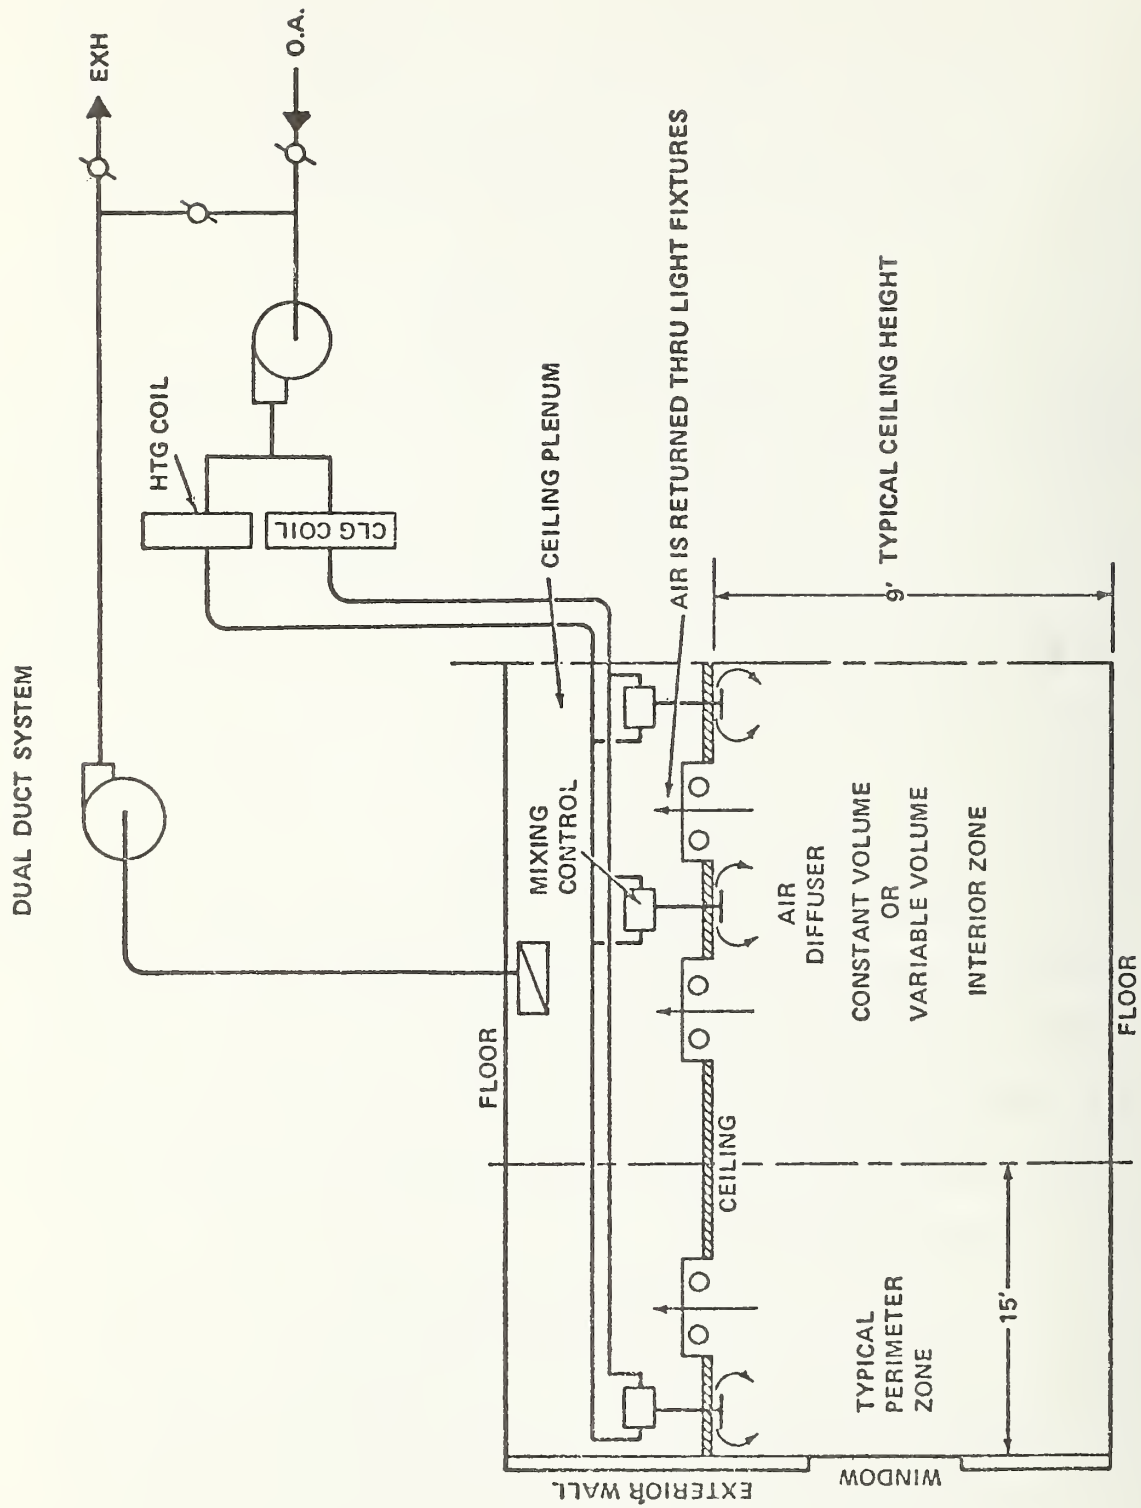 DUAL DUCT SYSTEM
EXH
O.A.
HTG COIL
CLG COIL
CEILING PLENUM
AIR IS RETURNED THRU LIGHT FIXTURES
9' TYPICAL CEILING HEIGHT
FLOOR
MIXING
CONTROL
CEILING
AIR
DIFFUSER
CONSTANT VOLUME
OR
VARIABLE VOLUME
INTERIOR ZONE
TYPICAL
PERIMETER
ZONE
15'
EXTERIOR WALL
WINDOW
FLOOR